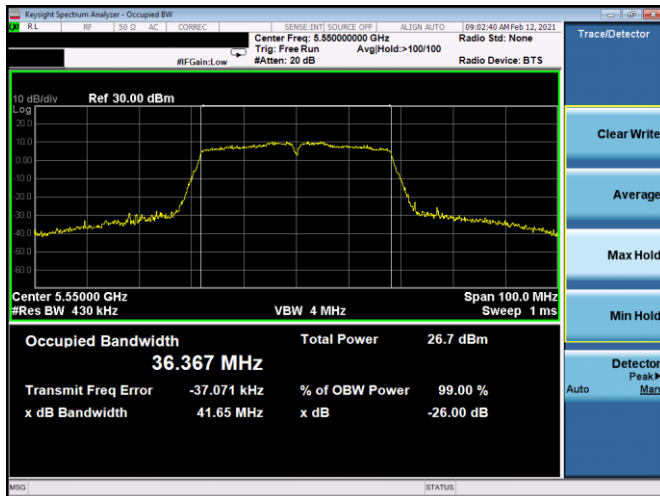 Keysight Spectrum Analyzer - Occupied BW
RL RF 50 Ω AC CORREC SENSE:INT SOURCE OFF ALIGN AUTO 09:02:40 AM Feb 12, 2021
Center Freq: 5.550000000 GHz Radio Std: None
Trig: Free Run Avg|Hold:>100/100
#IFGain:Low #Atten: 20 dB Radio Device: BTS
10 dB/div Ref 30.00 dBm
Log
20.0
10.0
0.00
-10.0
-20.0
-30.0
-40.0
-50.0
-60.0
Center 5.55000 GHz Span 100.0 MHz
#Res BW 430 kHz VBW 4 MHz Sweep 1 ms
Occupied Bandwidth Total Power 26.7 dBm
36.367 MHz
Transmit Freq Error -37.071 kHz % of OBW Power 99.00 %
x dB Bandwidth 41.65 MHz x dB -26.00 dB
MSG STATUS
Trace/Detector
Clear Write
Average
Max Hold
Min Hold
Detector
Peak▶
Auto Man